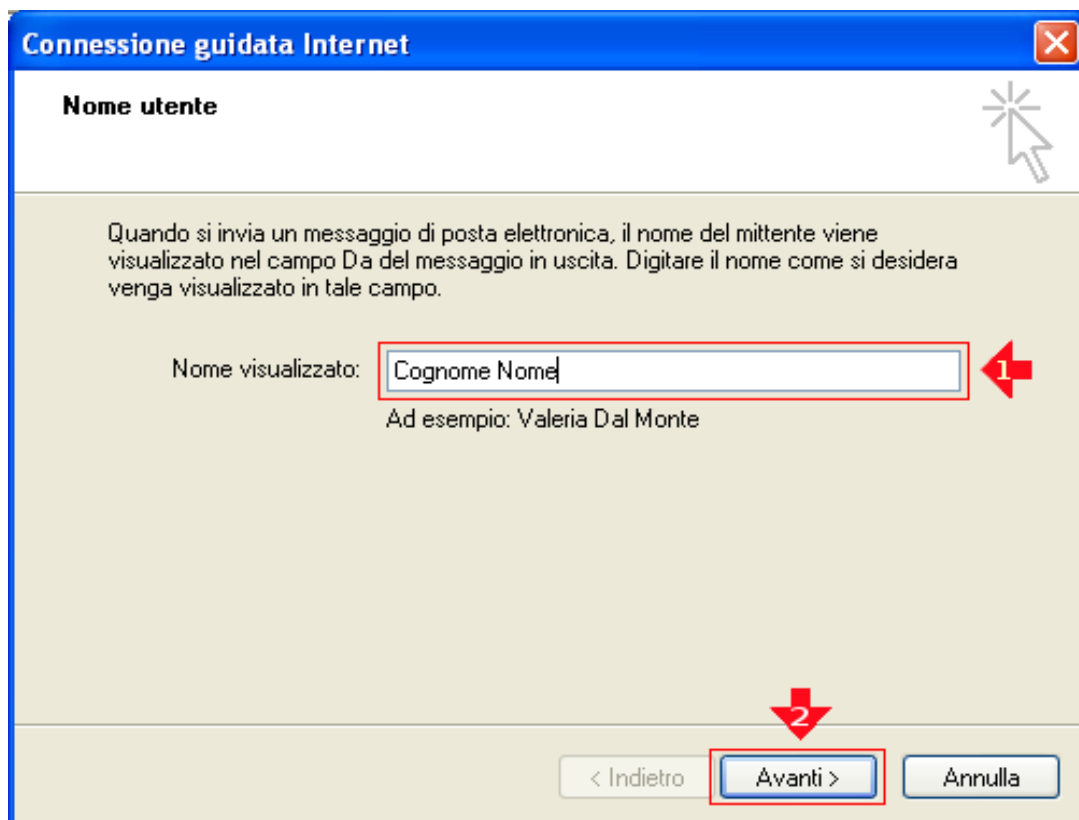 Connessione guidata Internet
Nome utente
Quando si invia un messaggio di posta elettronica, il nome del mittente viene
visualizzato nel campo Da del messaggio in uscita. Digitare il nome come si desidera
venga visualizzato in tale campo.
Nome visualizzato: Cognome Nome 1
Ad esempio: Valeria Dal Monte
2
< Indietro Avanti > Annulla